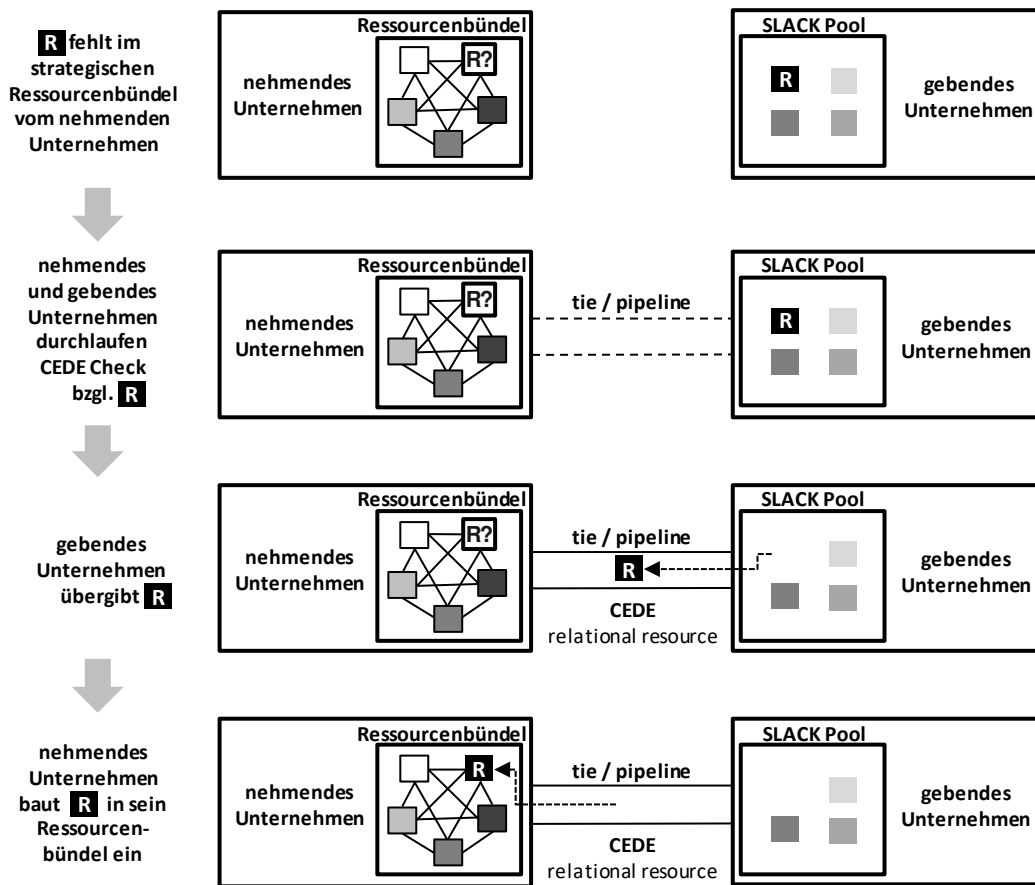 R fehlt im
strategischen
Ressourcenbündel
vom nehmenden
Unternehmen
Ressourcenbündel
nehmendes
Unternehmen
R?
SLACK Pool
R
gebendes
Unternehmen
nehmendes
und gebendes
Unternehmen
durchlaufen
CEDE Check
bzgl. R
Ressourcenbündel
nehmendes
Unternehmen
R?
tie / pipeline
SLACK Pool
R
gebendes
Unternehmen
gebendes
Unternehmen
übergibt R
Ressourcenbündel
nehmendes
Unternehmen
R?
tie / pipeline
R
CEDE
relational resource
SLACK Pool
gebendes
Unternehmen
nehmendes
Unternehmen
baut R in sein
Ressourcen-
bündel ein
Ressourcenbündel
nehmendes
Unternehmen
R
tie / pipeline
CEDE
relational resource
SLACK Pool
gebendes
Unternehmen